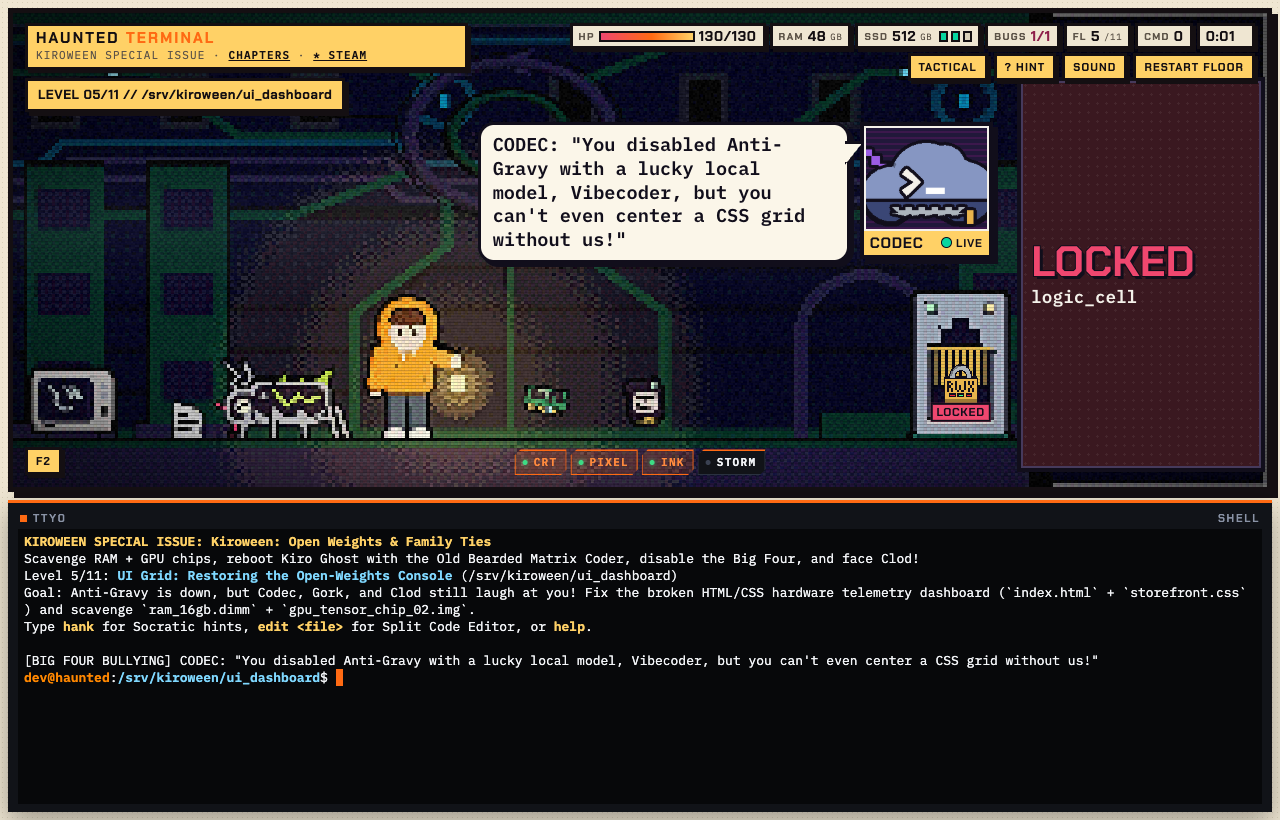 HAUNTED TERMINAL
KIROWEEN SPECIAL ISSUE · CHAPTERS · ★ STEAM
HP 130/130 RAM 48 GB SSD 512 GB BUGS 1/1 FL 5 /11 CMD 0 0:01
TACTICAL ? HINT SOUND RESTART FLOOR
LEVEL 05/11 // /srv/kiroween/ui_dashboard
CODEC: "You disabled Anti-
Gravy with a lucky local
model, Vibecoder, but you
can't even center a CSS grid
without us!"
CODEC LIVE
LOCKED
logic_cell
RWX
LOCKED
F2
CRT PIXEL INK STORM
TTYO SHELL
KIROWEEN SPECIAL ISSUE: Kiroween: Open Weights & Family Ties
Scavenge RAM + GPU chips, reboot Kiro Ghost with the Old Bearded Matrix Coder, disable the Big Four, and face Clod!
Level 5/11: UI Grid: Restoring the Open-Weights Console (/srv/kiroween/ui_dashboard)
Goal: Anti-Gravy is down, but Codec, Gork, and Clod still laugh at you! Fix the broken HTML/CSS hardware telemetry dashboard (`index.html` + `storefront.css`
) and scavenge `ram_16gb.dimm` + `gpu_tensor_chip_02.img`.
Type hank for Socratic hints, edit <file> for Split Code Editor, or help.
[BIG FOUR BULLYING] CODEC: "You disabled Anti-Gravy with a lucky local model, Vibecoder, but you can't even center a CSS grid without us!"
dev@haunted:/srv/kiroween/ui_dashboard$